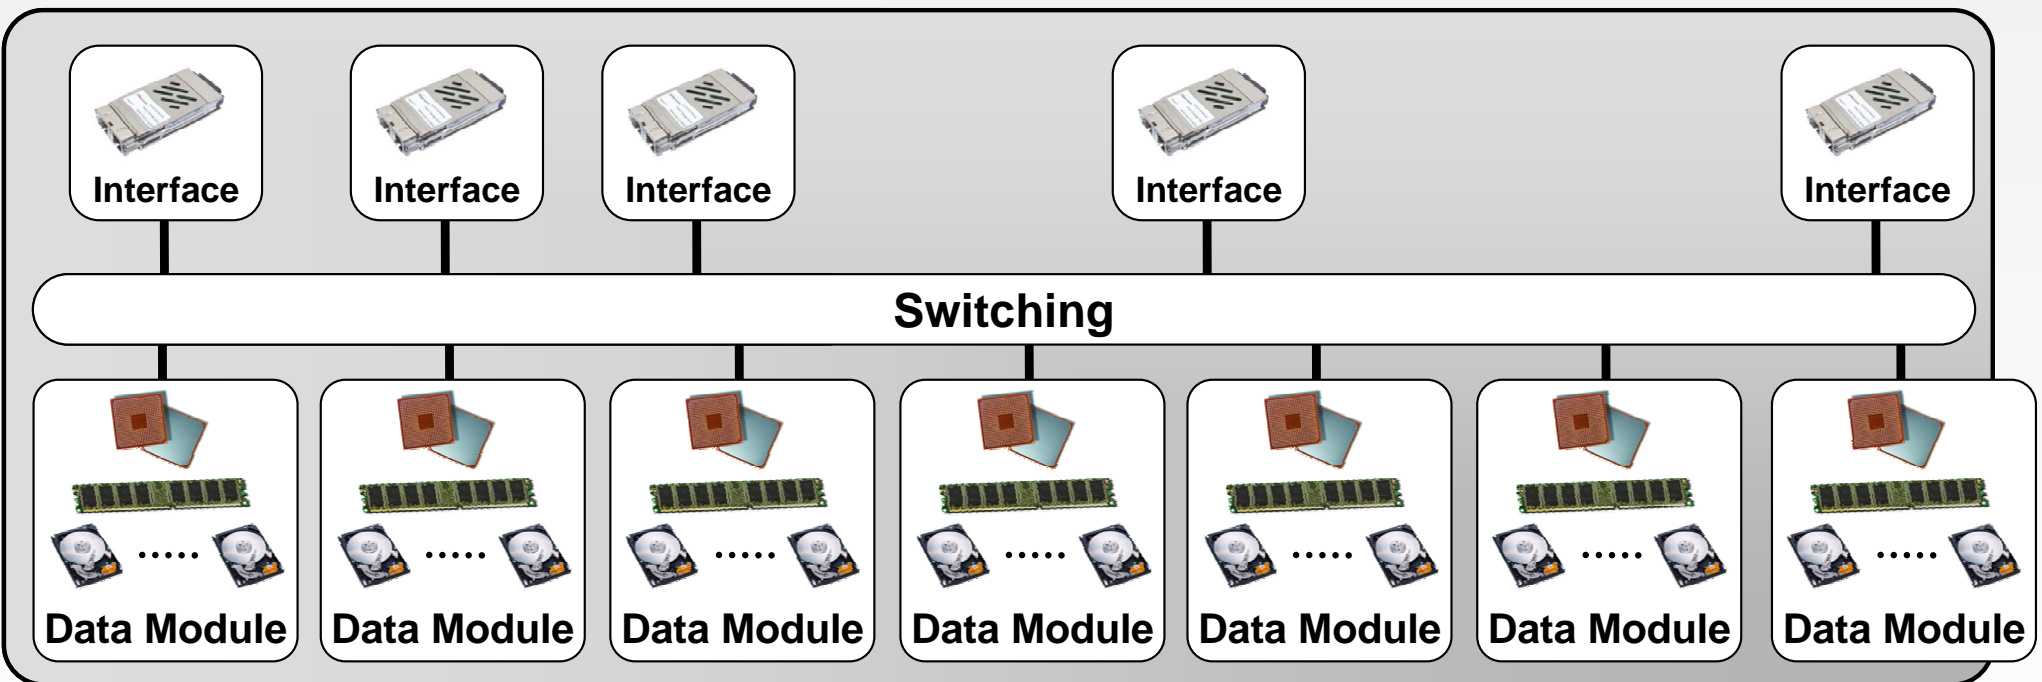 Interface
Interface
Interface
Interface
Interface
Switching
Data Module
Data Module
Data Module
Data Module
Data Module
Data Module
Data Module